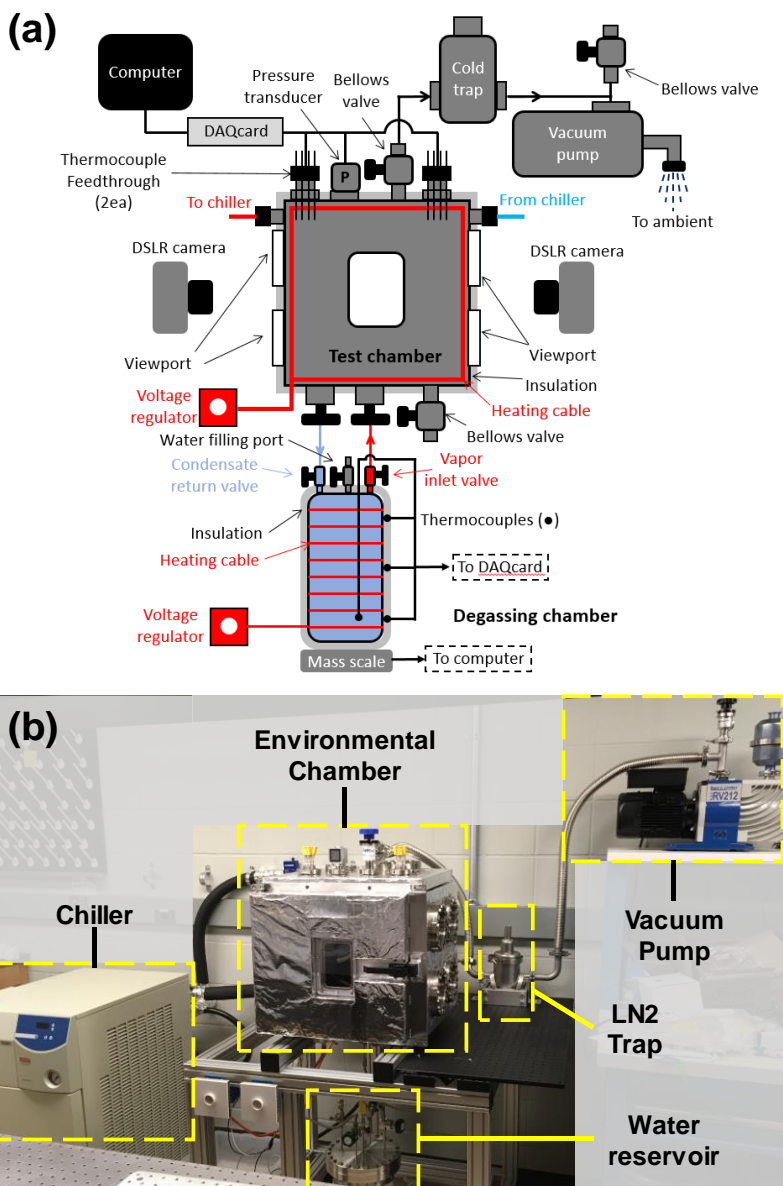 (a)
Computer
DAQcard
Pressure
transducer
Bellows
valve
Cold
trap
Bellows valve
Vacuum
pump
To ambient
Thermocouple
Feedthrough
(2ea)
P
To chiller
From chiller
DSLR camera
DSLR camera
Viewport
Viewport
Test chamber
Insulation
Heating cable
Voltage
regulator
Bellows valve
Water filling port
Condensate
return valve
Vapor
inlet valve
Insulation
Heating cable
Thermocouples (●)
To DAQcard
Voltage
regulator
Degassing chamber
Mass scale
To computer
(b)
Environmental
Chamber
RV212
Chiller
Vacuum
Pump
LN2
Trap
Water
reservoir